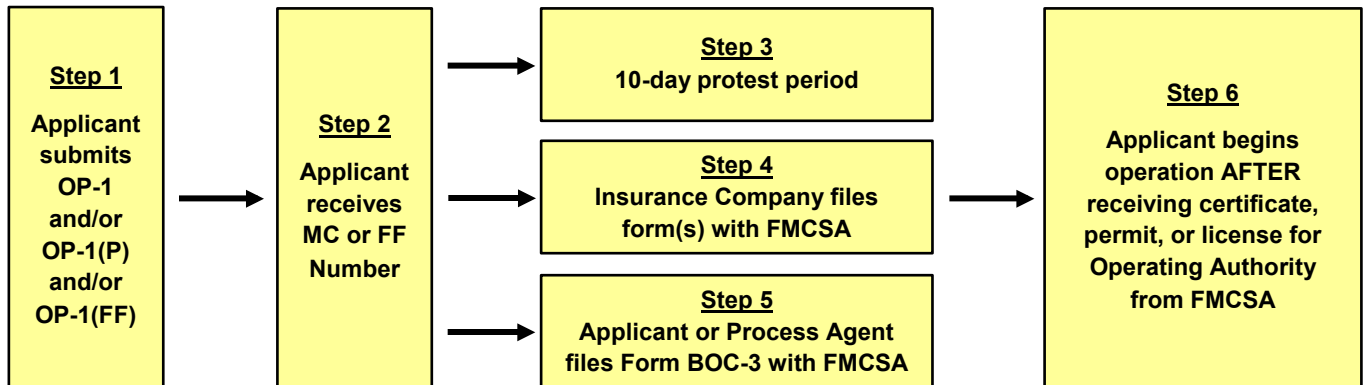 Step 1
Applicant
submits
OP-1
and/or
OP-1(P)
and/or
OP-1(FF)
Step 2
Applicant
receives
MC or FF
Number
Step 3
10-day protest period
Step 4
Insurance Company files
form(s) with FMCSA
Step 5
Applicant or Process Agent
files Form BOC-3 with FMCSA
Step 6
Applicant begins
operation AFTER
receiving certificate,
permit, or license for
Operating Authority
from FMCSA